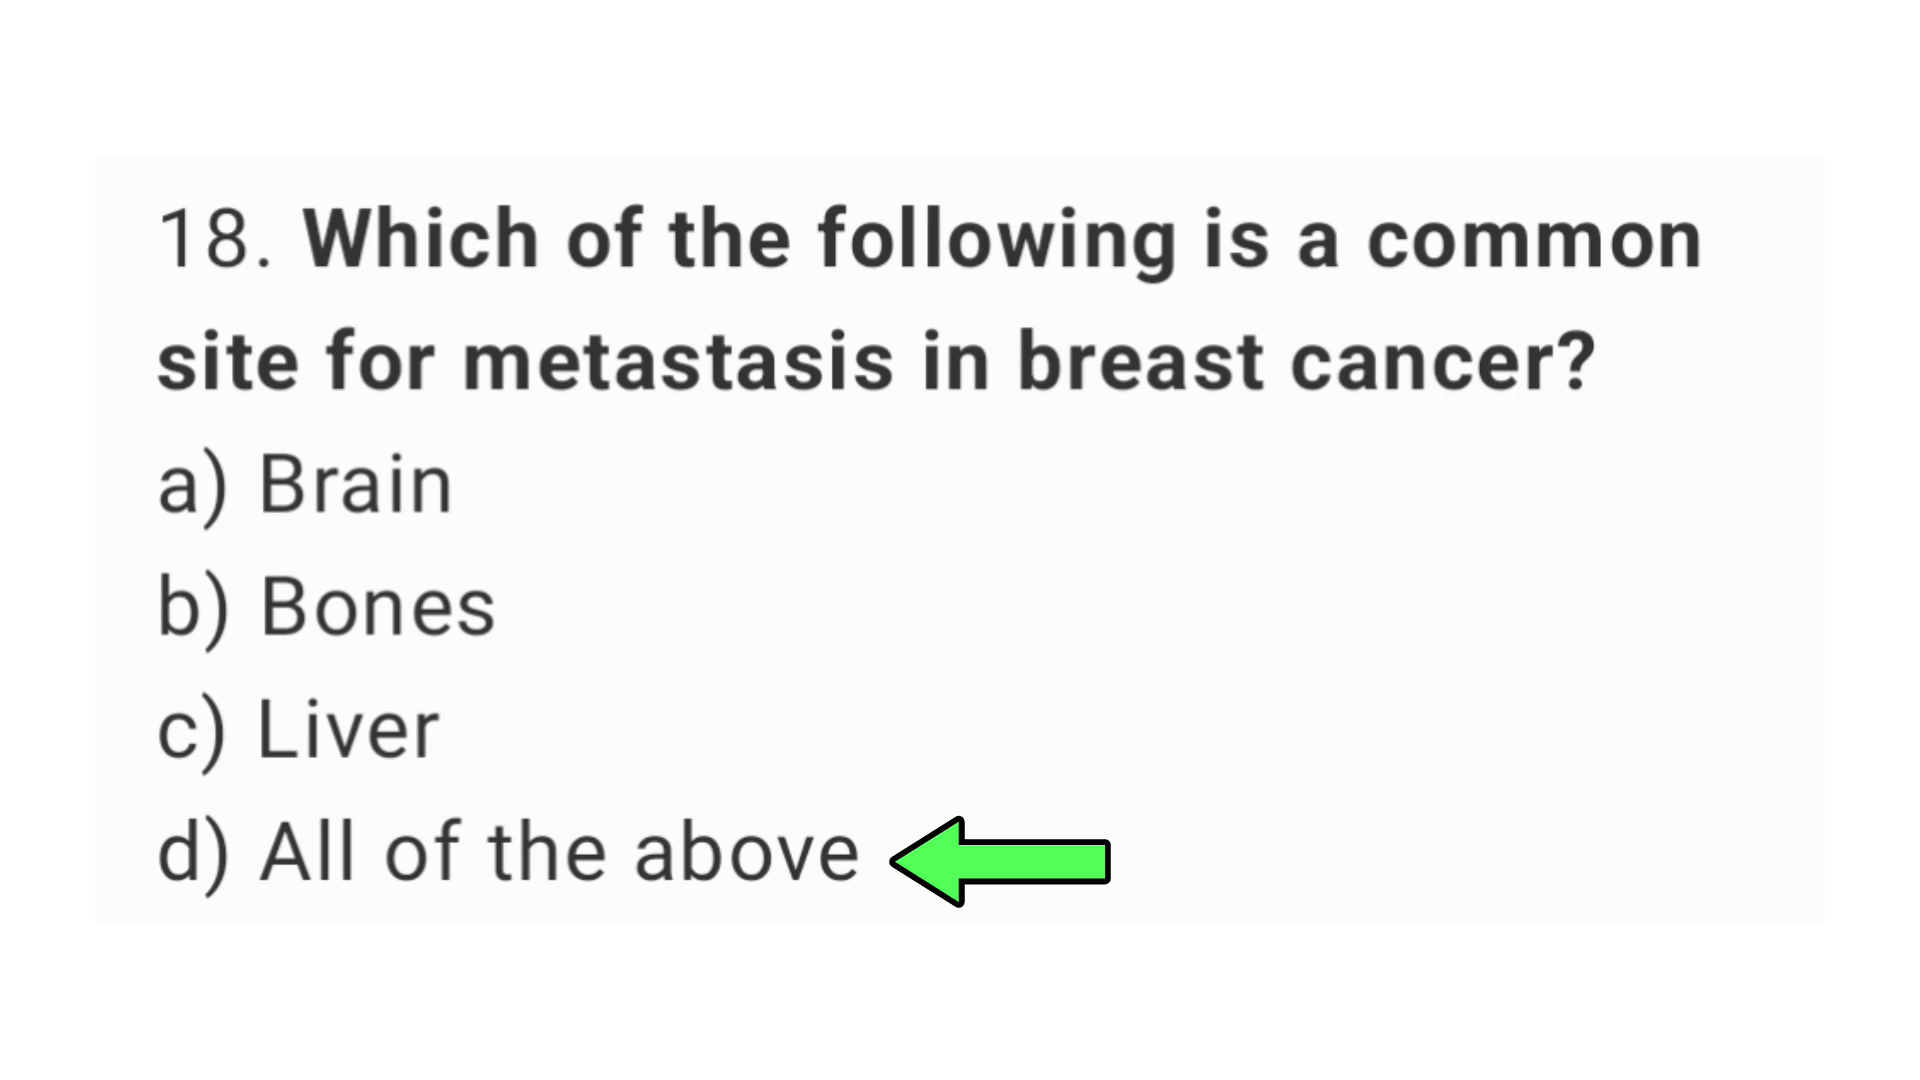 18. Which of the following is a common
site for metastasis in breast cancer?
a) Brain
b) Bones
c) Liver
d) All of the above